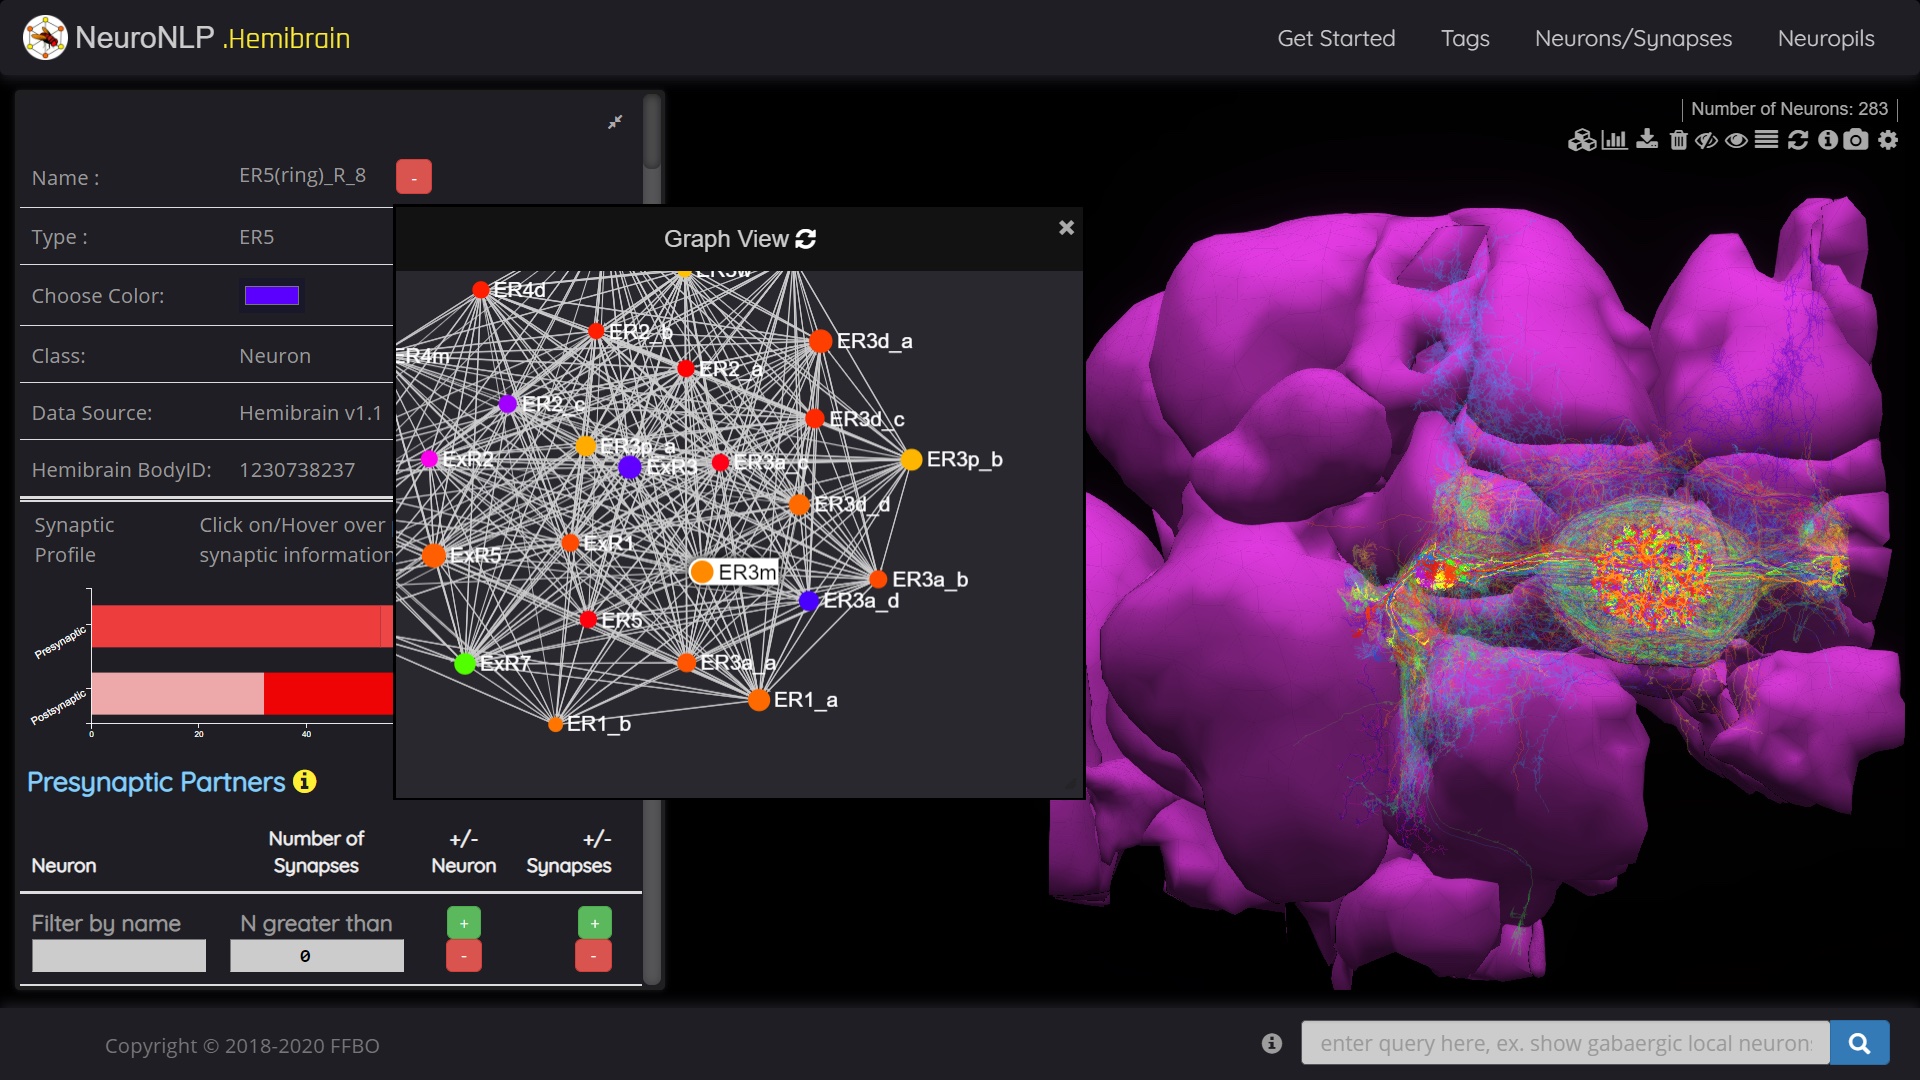 NeuroNLP .Hemibrain
Get Started
Tags
Neurons/Synapses
Neuropils
Number of Neurons: 283
Name :
ER5(ring)_R_8
-
Type :
ER5
Choose Color:
Class:
Neuron
Data Source:
Hemibrain v1.1
Hemibrain BodyID:
1230738237
Synaptic
Profile
Click on/Hover over
synaptic information
Presynaptic
Postsynaptic
0
20
40
Graph View
ER3w
ER4d
ER2_b
ER3d_a
ER4m
ER2_a
ER2_c
ER3d_c
ER3p_a
ExR2
ExR3
ER3a_c
ER3p_b
ER3d_d
ExR1
ExR5
ER3m
ER3a_b
ER3a_d
ER5
ExR7
ER3a_a
ER1_a
ER1_b
Presynaptic Partners
Neuron
Number of
Synapses
+/-
Neuron
+/-
Synapses
Filter by name
N greater than
0
+
-
+
-
Copyright © 2018-2020 FFBO
enter query here, ex. show gabaergic local neuron